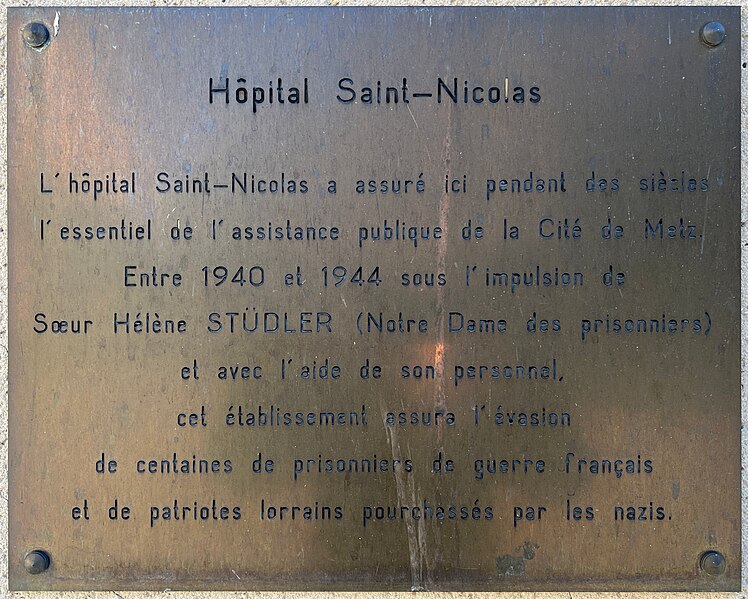 Hôpital Saint-Nicolas
L'hôpital Saint-Nicolas a assuré ici pendant des siècles
l'essentiel de l'assistance publique de la Cité de Metz.
Entre 1940 et 1944 sous l'impulsion de
Sœur Hélène STÜDLER (Notre Dame des prisonniers)
et avec l'aide de son personnel,
cet établissement assura l'évasion
de centaines de prisonniers de guerre français
et de patriotes lorrains pourchassés par les nazis.